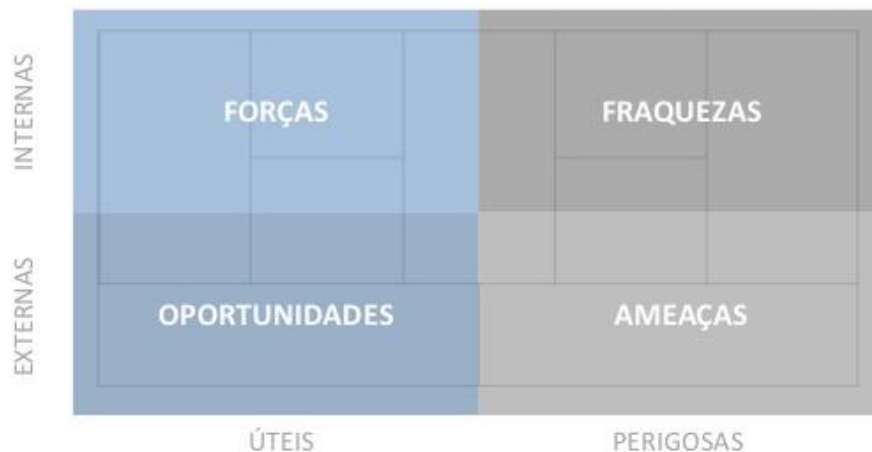 INTERNAS
FORÇAS
FRAQUEZAS
EXTERNAS
OPORTUNIDADES
AMEAÇAS
ÚTEIS
PERIGOSAS